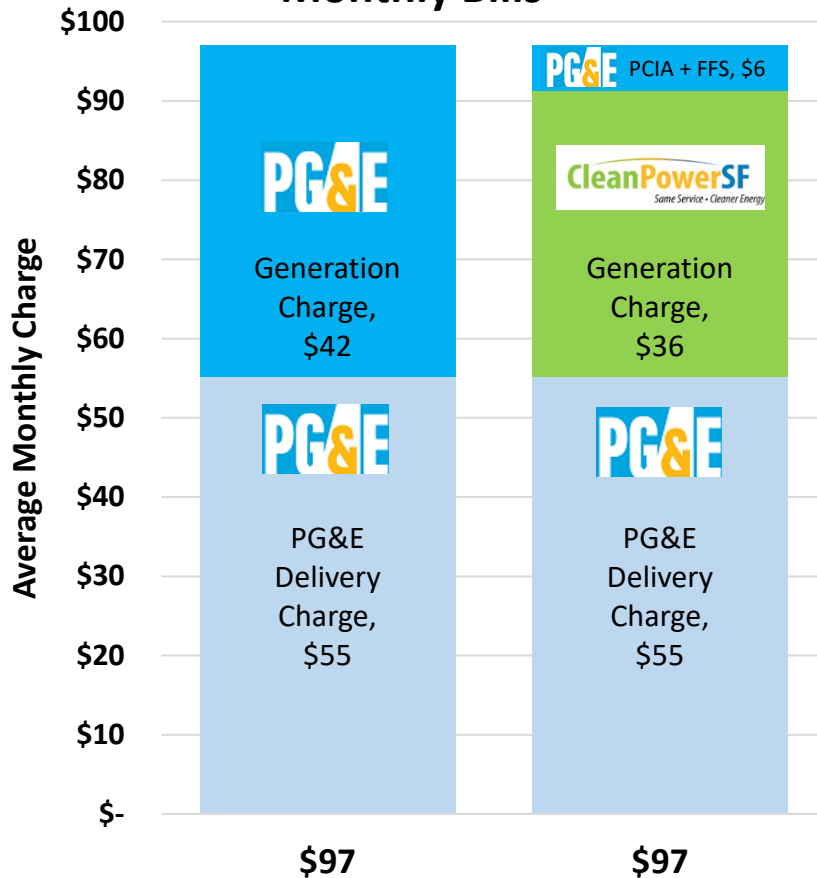 Monthly Bills
Average Monthly Charge
$100
$90
$80
$70
$60
$50
$40
$30
$20
$10
$-
PG&E
Generation
Charge,
$42
PG&E
PG&E
Delivery
Charge,
$55
$97
PG&E PCIA + FFS, $6
CleanPowerSF
Same Service • Cleaner Energy
Generation
Charge,
$36
PG&E
PG&E
Delivery
Charge,
$55
$97